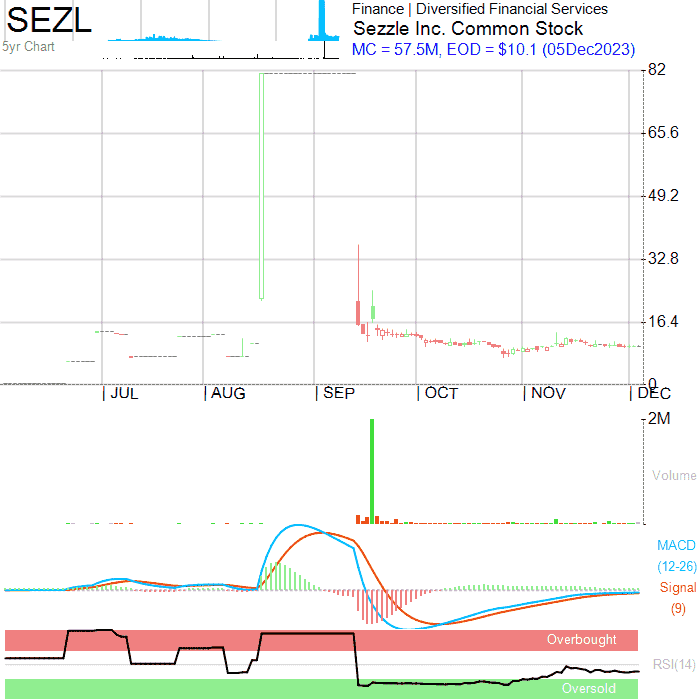 SEZL
Finance | Diversified Financial Services
Sezzle Inc. Common Stock
5yr Chart
MC = 57.5M, EOD = $10.1 (05Dec2023)
82
65.6
49.2
32.8
16.4
0
| JUL | AUG | SEP | OCT | NOV | DEC
2M
Volume
MACD
(12-26)
Signal
(9)
Overbought
RSI(14)
Oversold